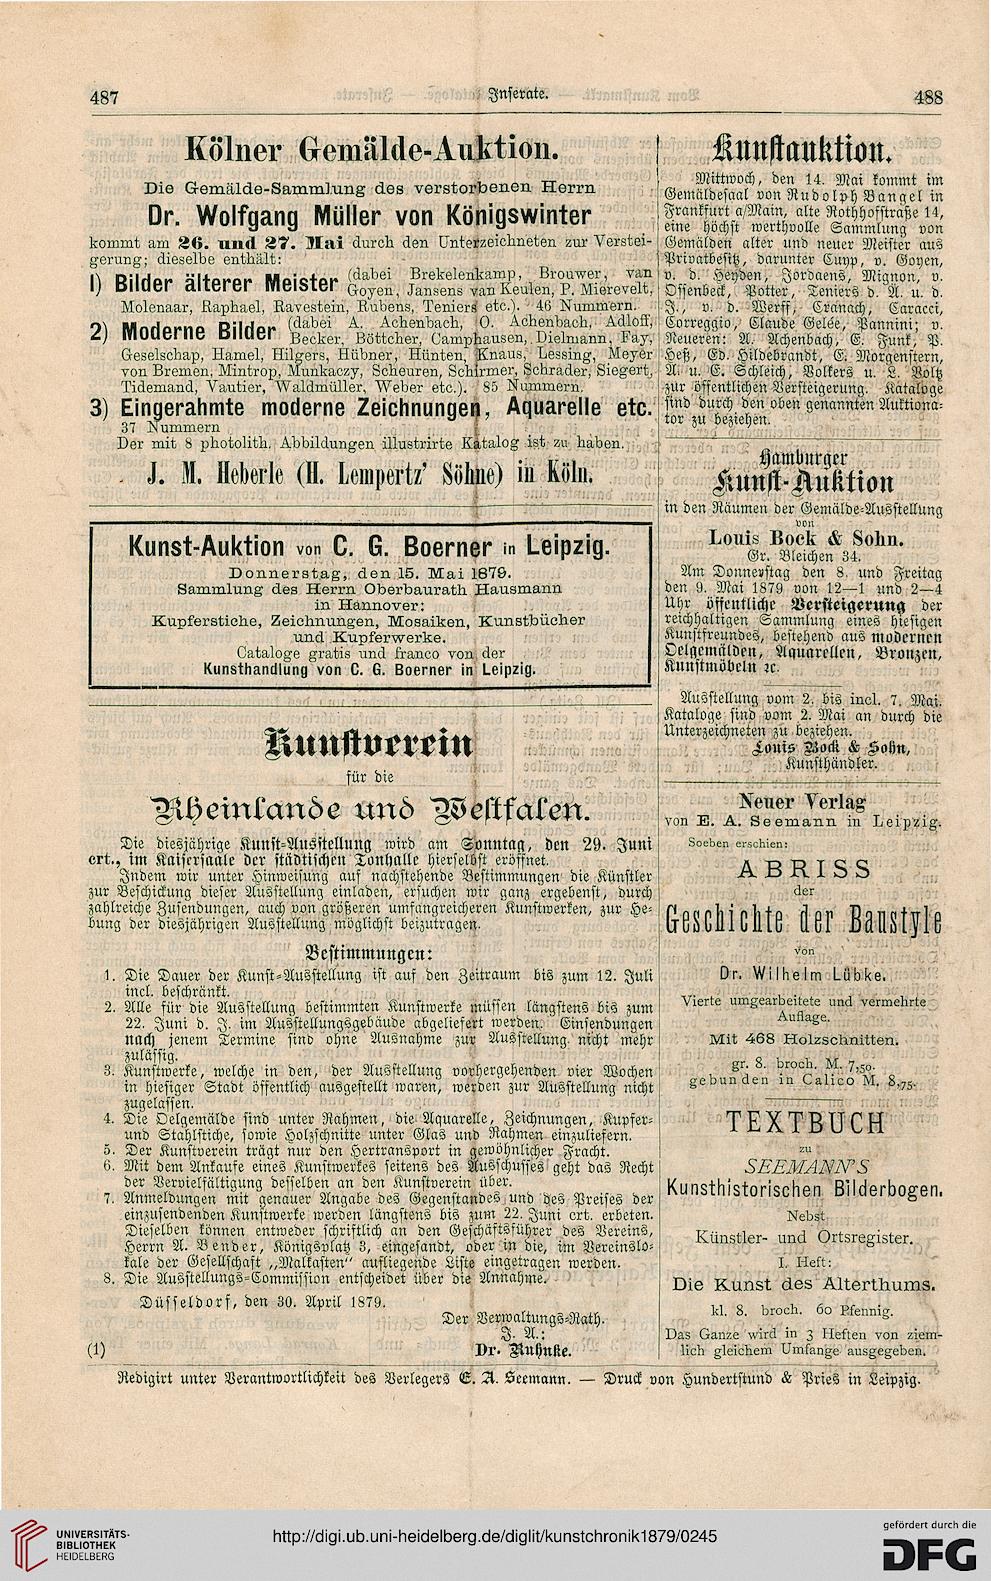 487
Inserate.
488
Kölner Gemälde-Auktion.
Die Gemälde-Sammlung des verstorbenen Herrn
Dr. Wolfgang Müller von Königswinter
kommt am 26. und 27. Mai durch den Unterzeichneten zur Verstei-
gerung; dieselbe enthält:
1) Bilder älterer Meister (dabei Brekelenkamp, Brouwer, van
Goyen, Jansens van Keulen, P. Mierevelt,
Molenaar, Raphael, Ravestein, Rubens, Teniers etc.). 46 Nummern.
2) Moderne Bilder (dabei A. Achenbach, O. Achenbach, Adloff,
Becker, Böttcher, Camphausen, Dielmann, Fay,
Geselschap, Hamel, Hilgers, Hübner, Hünten, Knaus, Lessing, Meyer
von Bremen, Mintrop, Munkaczy, Scheuren, Schirmer, Schrader, Siegert,
Tidemand, Vautier, Waldmüller, Weber etc.). 85 Nummern.
3) Eingerahmte moderne Zeichnungen, Aquarelle etc.
37 Nummern
Der mit 8 photolith. Abbildungen illustrirte Katalog ist zu haben.
J. M. Heberle (H. Lempertz' Söhne) in Köln.
Kunst-Auktion von C. G. Boerner in Leipzig.
Donnerstag, den 15. Mai 1879.
Sammlung des Herrn Oberbaurath Hausmann
in Hannover:
Kupferstiche, Zeichnungen, Mosaiken, Kunstbücher
und Kupferwerke.
Cataloge gratis und franco von der
Kunsthandlung von C. G. Boerner in Leipzig.
Kunstverein
für die
Rheinlande und Westfalen.
Die diesjährige Kunst-Ausstellung wird am Sonntag, den 29. Juni
crt., im Kaisersaale der städtischen Tonhalle hierselbst eröffnet.
Indem wir unter Hinweisung auf nachstehende Bestimmungen die Künstler
zur Beschickung dieser Ausstellung einladen, ersuchen wir ganz ergebenst, durch
zahlreiche Zusendungen, auch von größeren umfangreicheren Kunstwerken, zur He-
bung der diesjährigen Ausstellung möglichst beizutragen.
Bestimmungen:
1. Die Dauer der Kunst-Ausstellung ist auf den Zeitraum bis zum 12. Juli
incl. beschränkt.
2. Alle für die Ausstellung bestimmten Kunstwerke müssen längstens bis zum
22. Juni d. J. im Ausstellungsgebäude abgeliefert werden. Einsendungen
nach jenem Termine sind ohne Ausnahme zur Ausstellung nicht mehr
zulässig.
3. Kunstwerke, welche in den, der Ausstellung vorhergehenden vier Wochen
in hiesiger Stadt öffentlich ausgestellt waren, werden zur Ausstellung nicht
zugelassen.
4. Die Oelgemälde sind unter Rahmen, die Aquarelle, Zeichnungen, Kupfer-
und Stahlstiche, sowie Holzschnitte unter Glas und Rahmen einzuliefern.
5. Der Kunstverein trägt nur den Hertransport in gewöhnlicher Fracht.
6. Mit dem Ankaufe eines Kunstwerkes seitens des Ausschusses geht das Recht
der Vervielfältigung desselben an den Kunstverein über.
7. Anmeldungen mit genauer Angabe des Gegenstandes und des Preises der
einzusendenden Kunstwerke werden längstens bis zum 22. Juni crt. erbeten.
Dieselben können entweder schriftlich an den Geschäftsführer des Vereins,
Herrn A. Bender, Königsplatz 3, eingesandt, oder in die, im Vereinslo-
kale der Gesellschaft „Malkasten“ aufliegende Liste eingetragen werden.
8. Die Ausstellungs-Commission entscheidet über die Annahme.
Düsseldorf, den 30. April 1879.
Der Verwaltungs-Rath.
J. A.:
(1) Dr. Ruhnke.
Kunstauktion.
Mittwoch, den 14. Mai kommt im
Gemäldesaal von Rudolph Bangel in
Frankfurt a/Main, alte Rothhofstraße 14,
eine höchst werthvolle Sammlung von
Gemälden alter und neuer Meister aus
Privatbesitz, darunter Cuyp, v. Goyen,
v. d. Heyden, Jordaens, Mignon, v.
Ossenbeck, Potter, Teniers d. A. u. d.
J., v. d. Werff, Cranach, Caracci,
Correggio, Claude Gelée, Pannini; v.
Neueren: A. Achenbach, E. Funk, P.
Heß, Ed. Hildebrandt, C. Morgenstern,
A. u. E. Schleich, Volkers u. L. Voltz
zur öffentlichen Versteigerung. Kataloge
sind durch den oben genannten Auktiona-
tor zu beziehen.
Hamburger
Kunst-Auktion
in den Räumen der Gemälde-Ausstellung
von
Louis Bock & Sohn.
Gr. Bleichen 34.
Am Donnerstag den 8. und Freitag
den 9. Mai 1879 von 12—1 und 2—4
Uhr öffentliche Versteigerung der
reichhaltigen Sammlung eines hiesigen
Kunstfreundes, bestehend aus modernen
Oelgemälden, Aquarellen, Bronzen,
Kunstmöbeln ꝛc.
Ausstellung vom 2. bis incl. 7. Mai.
Kataloge sind vom 2. Mai an durch die
Unterzeichneten zu beziehen.
Louis Bock & Sohn,
Kunsthändler.
Neuer Verlag
von E. A. Seemann in Leipzig.
Soeben erschien:
ABRISS
der
Geschichte der Baustyle
von
Dr. Wilhelm Lübke.
Vierte umgearbeitete und vermehrte
Auflage.
Mit 468 Holzschnitten.
gr. 8. broch. M. 7,50.
gebunden in Calico M. 8,75.
TEXTBUCH
zu
SEEMANN'S
Kunsthistorischen Bilderbogen.
Nebst
Künstler- und Ortsregister.
I. Heft:
Die Kunst des Alterthums.
kl. 8. broch. 60 Pfennig.
Das Ganze wird in 3 Heften von ziem-
lich gleichem Umfange ausgegeben.
Redigirt unter Verantwortlichkeit des Verlegers E. A. Seemann. — Druck von Hundertstund & Pries in Leipzig.
UNIVERSITÄTS-
BIBLIOTHEK
HEIDELBERG
http://digi.ub.uni-heidelberg.de/diglit/kunstchronik1879/0245
gefördert durch die
DFG